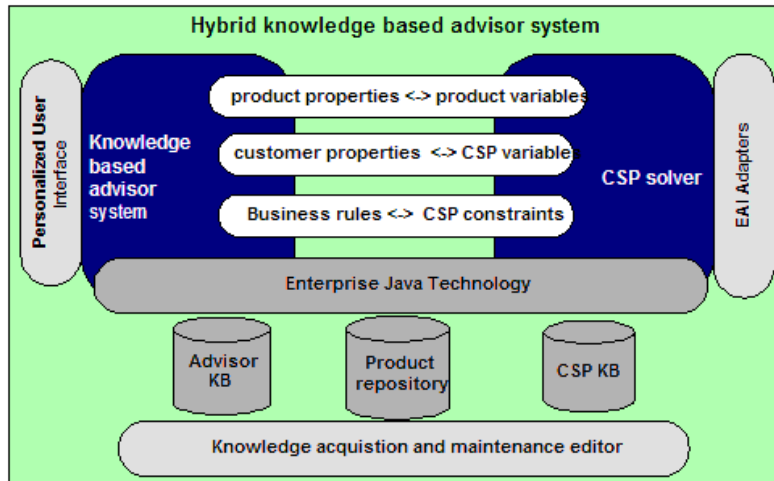 Hybrid knowledge based advisor system
Personalized User
Interface
Knowledge
based
advisor
system
product properties <-> product variables
customer properties <-> CSP variables
Business rules <-> CSP constraints
CSP solver
EAI Adapters
Enterprise Java Technology
Advisor
KB
Product
repository
CSP KB
Knowledge acquistion and maintenance editor